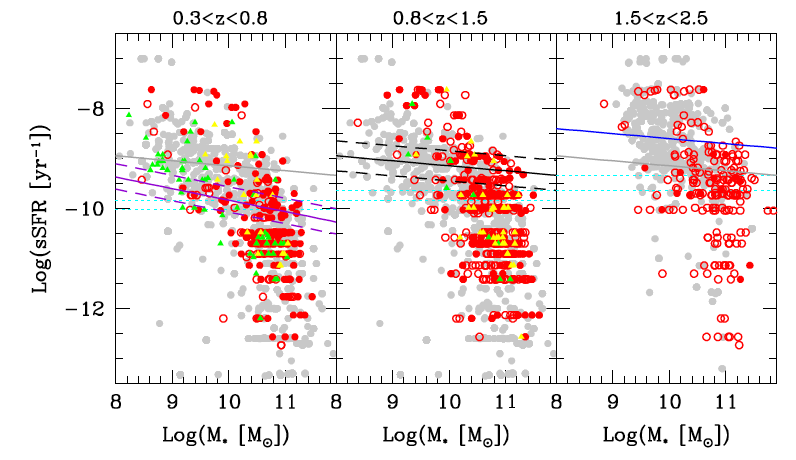 0.3<z<0.8 0.8<z<1.5 1.5<z<2.5
Log(sSFR [yr⁻¹])
−8
−10
−12
8 9 10 11 8 9 10 11 8 9 10 11
Log(M⋆ [M⊙]) Log(M⋆ [M⊙]) Log(M⋆ [M⊙])